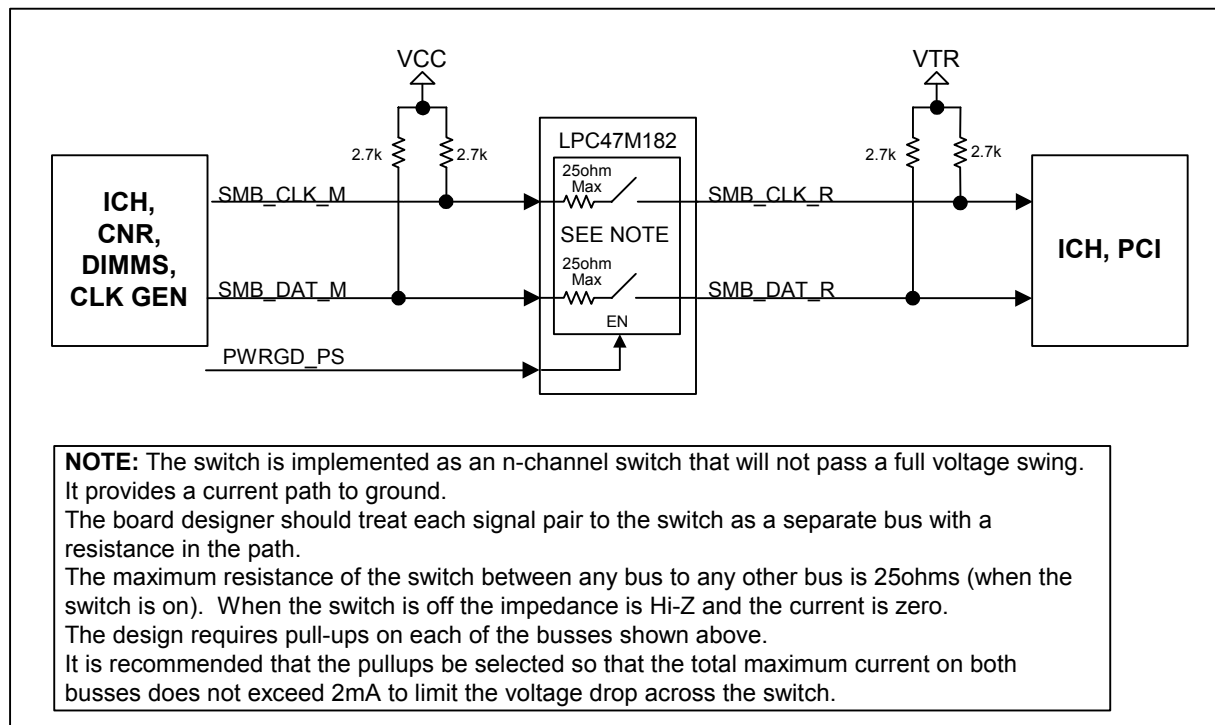 VCC
VTR
LPC47M182
2.7k
2.7k
25ohm
Max
2.7k
2.7k
ICH,
CNR,
DIMMS,
CLK GEN
SMB_CLK_M
SMB_CLK_R
SEE NOTE
ICH, PCI
25ohm
Max
SMB_DAT_M
SMB_DAT_R
EN
PWRGD_PS
NOTE: The switch is implemented as an n-channel switch that will not pass a full voltage swing.
It provides a current path to ground.
The board designer should treat each signal pair to the switch as a separate bus with a
resistance in the path.
The maximum resistance of the switch between any bus to any other bus is 25ohms (when the
switch is on). When the switch is off the impedance is Hi-Z and the current is zero.
The design requires pull-ups on each of the busses shown above.
It is recommended that the pullups be selected so that the total maximum current on both
busses does not exceed 2mA to limit the voltage drop across the switch.